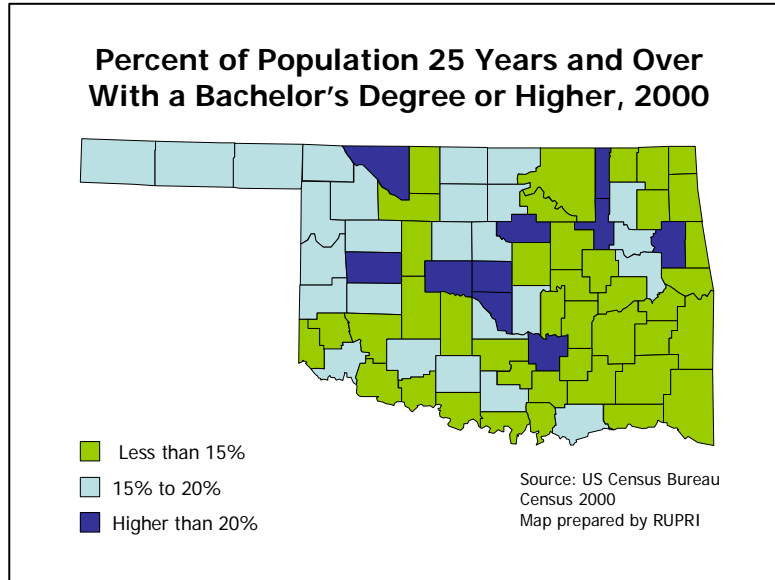 Percent of Population 25 Years and Over
With a Bachelor's Degree or Higher, 2000
Less than 15%
15% to 20%
Higher than 20%
Source: US Census Bureau
Census 2000
Map prepared by RUPRI